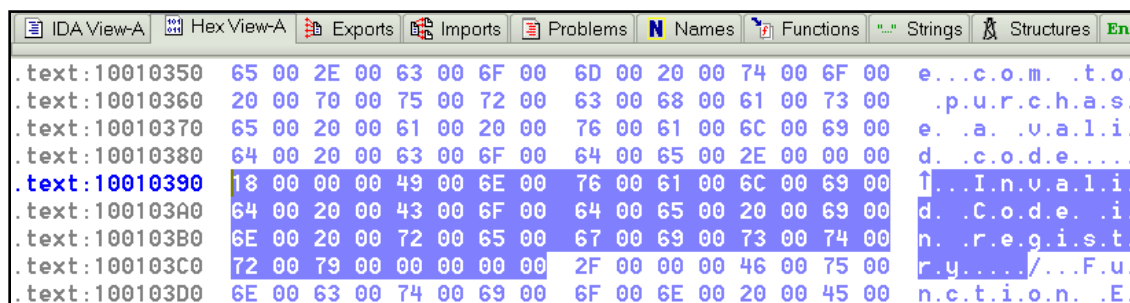 IDA View-A Hex View-A Exports Imports Problems N Names Functions "..." Strings Structures En
.text:10010350 65 00 2E 00 63 00 6F 00 6D 00 20 00 74 00 6F 00 e...c.o.m. .t.o.
.text:10010360 20 00 70 00 75 00 72 00 63 00 68 00 61 00 73 00 .p.u.r.c.h.a.s.
.text:10010370 65 00 20 00 61 00 20 00 76 00 61 00 6C 00 69 00 e. .a. .v.a.l.i.
.text:10010380 64 00 20 00 63 00 6F 00 64 00 65 00 2E 00 00 00 d. .c.o.d.e.....
.text:10010390 18 00 00 00 49 00 6E 00 76 00 61 00 6C 00 69 00 ↑...I.n.v.a.l.i.
.text:100103A0 64 00 20 00 43 00 6F 00 64 00 65 00 20 00 69 00 d. .C.o.d.e. .i.
.text:100103B0 6E 00 20 00 72 00 65 00 67 00 69 00 73 00 74 00 n. .r.e.g.i.s.t.
.text:100103C0 72 00 79 00 00 00 00 00 2F 00 00 00 46 00 75 00 r.y...../...F.u.
.text:100103D0 6E 00 63 00 74 00 69 00 6F 00 6E 00 20 00 45 00 n.c.t.i.o.n. .E.